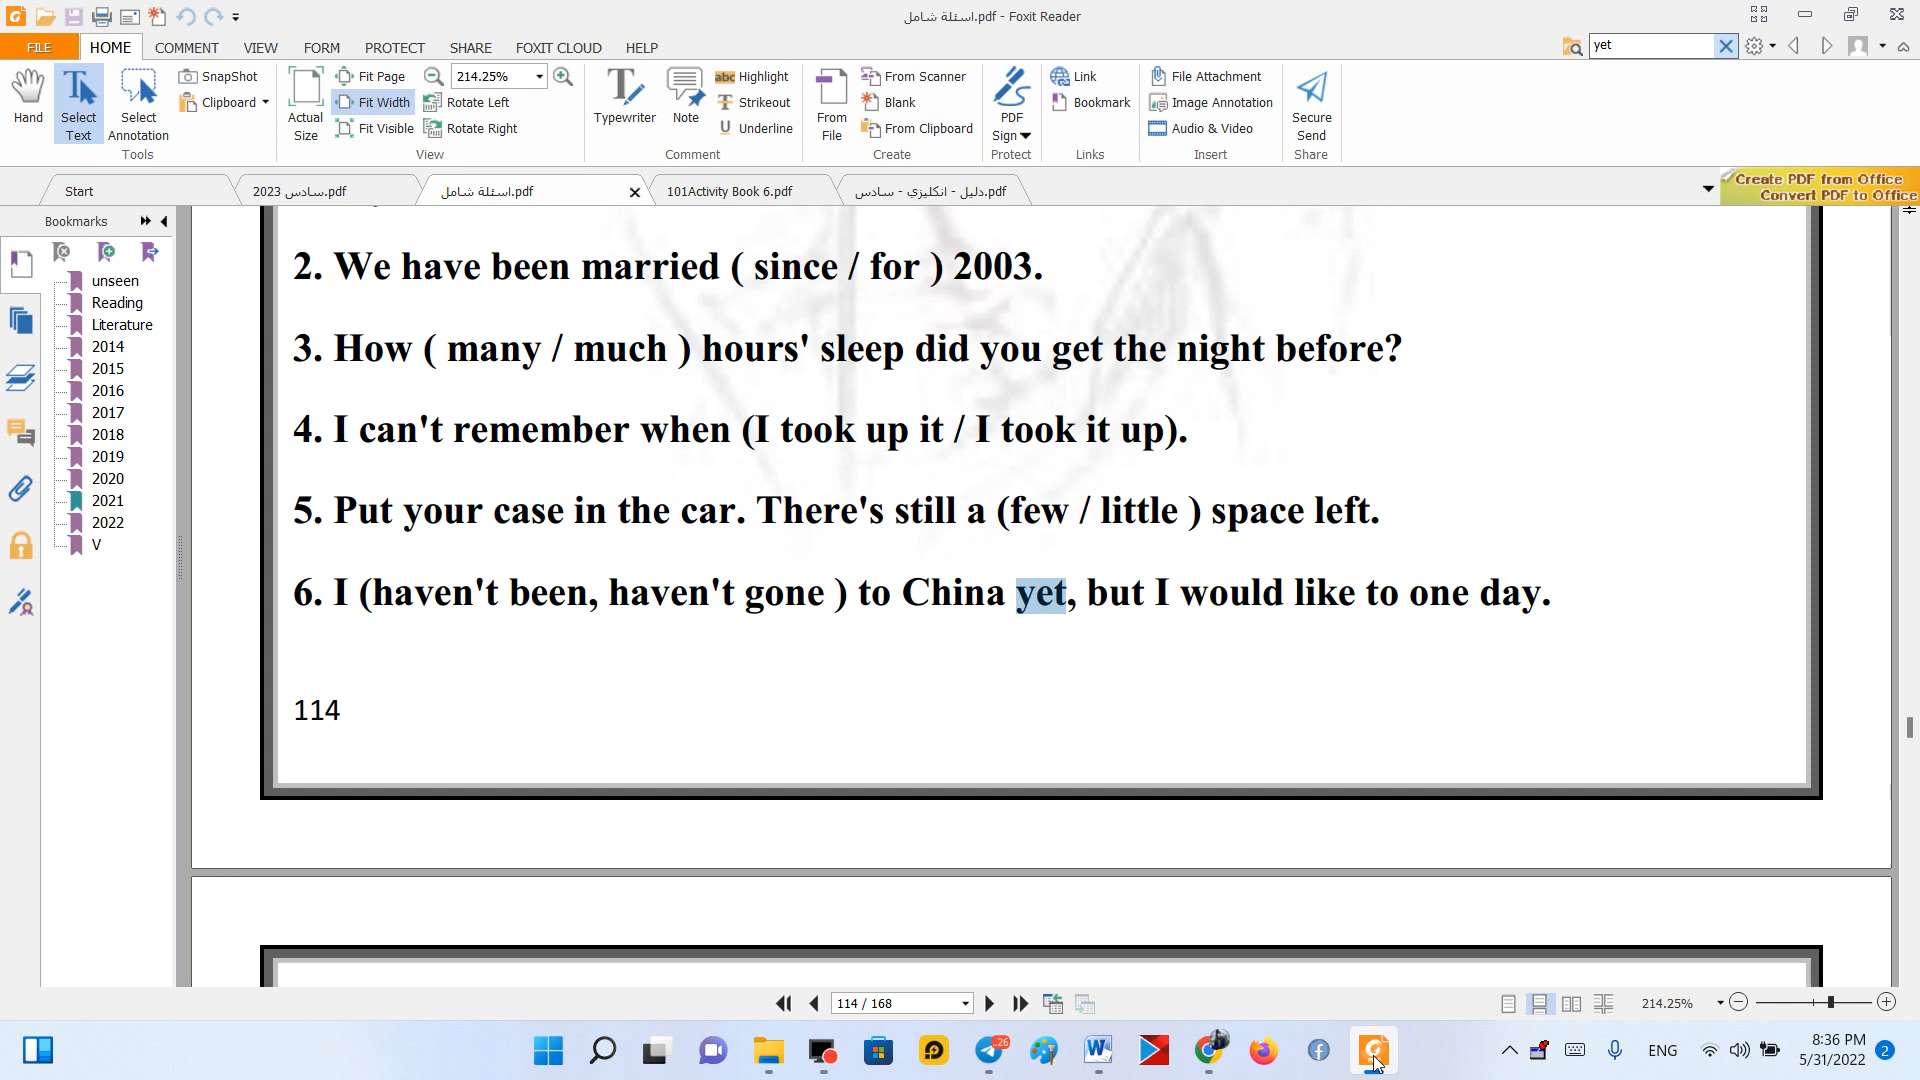 اسئلة شامل.pdf - Foxit Reader
FILE HOME COMMENT VIEW FORM PROTECT SHARE FOXIT CLOUD HELP yet
Hand
Select Text
Select Annotation
SnapShot
Clipboard
Tools
Actual Size
Fit Page
Fit Width
Fit Visible
214.25%
Rotate Left
Rotate Right
View
Typewriter
Note
abc Highlight
Strikeout
Underline
Comment
From File
From Scanner
Blank
From Clipboard
Create
PDF Sign
Protect
Link
Bookmark
Links
File Attachment
Image Annotation
Audio & Video
Insert
Secure Send
Share
Start
سادس 2023.pdf
اسئلة شامل.pdf
101Activity Book 6.pdf
دليل - انكليزي - سادس.pdf
Create PDF from Office
Convert PDF to Office
Bookmarks
unseen
Reading
Literature
2014
2015
2016
2017
2018
2019
2020
2021
2022
V
2. We have been married ( since / for ) 2003.
3. How ( many / much ) hours' sleep did you get the night before?
4. I can't remember when (I took up it / I took it up).
5. Put your case in the car. There's still a (few / little ) space left.
6. I (haven't been, haven't gone ) to China yet, but I would like to one day.
114
114 / 168
214.25%
..26
ENG
8:36 PM
5/31/2022
2